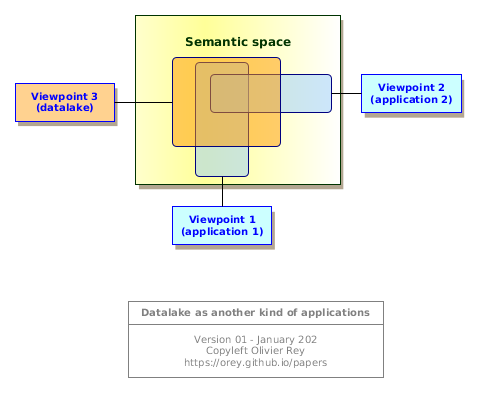 Semantic space
Viewpoint 3
(datalake)
Viewpoint 2
(application 2)
Viewpoint 1
(application 1)
Datalake as another kind of applications
Version 01 - January 202
Copyleft Olivier Rey
https://orey.github.io/papers